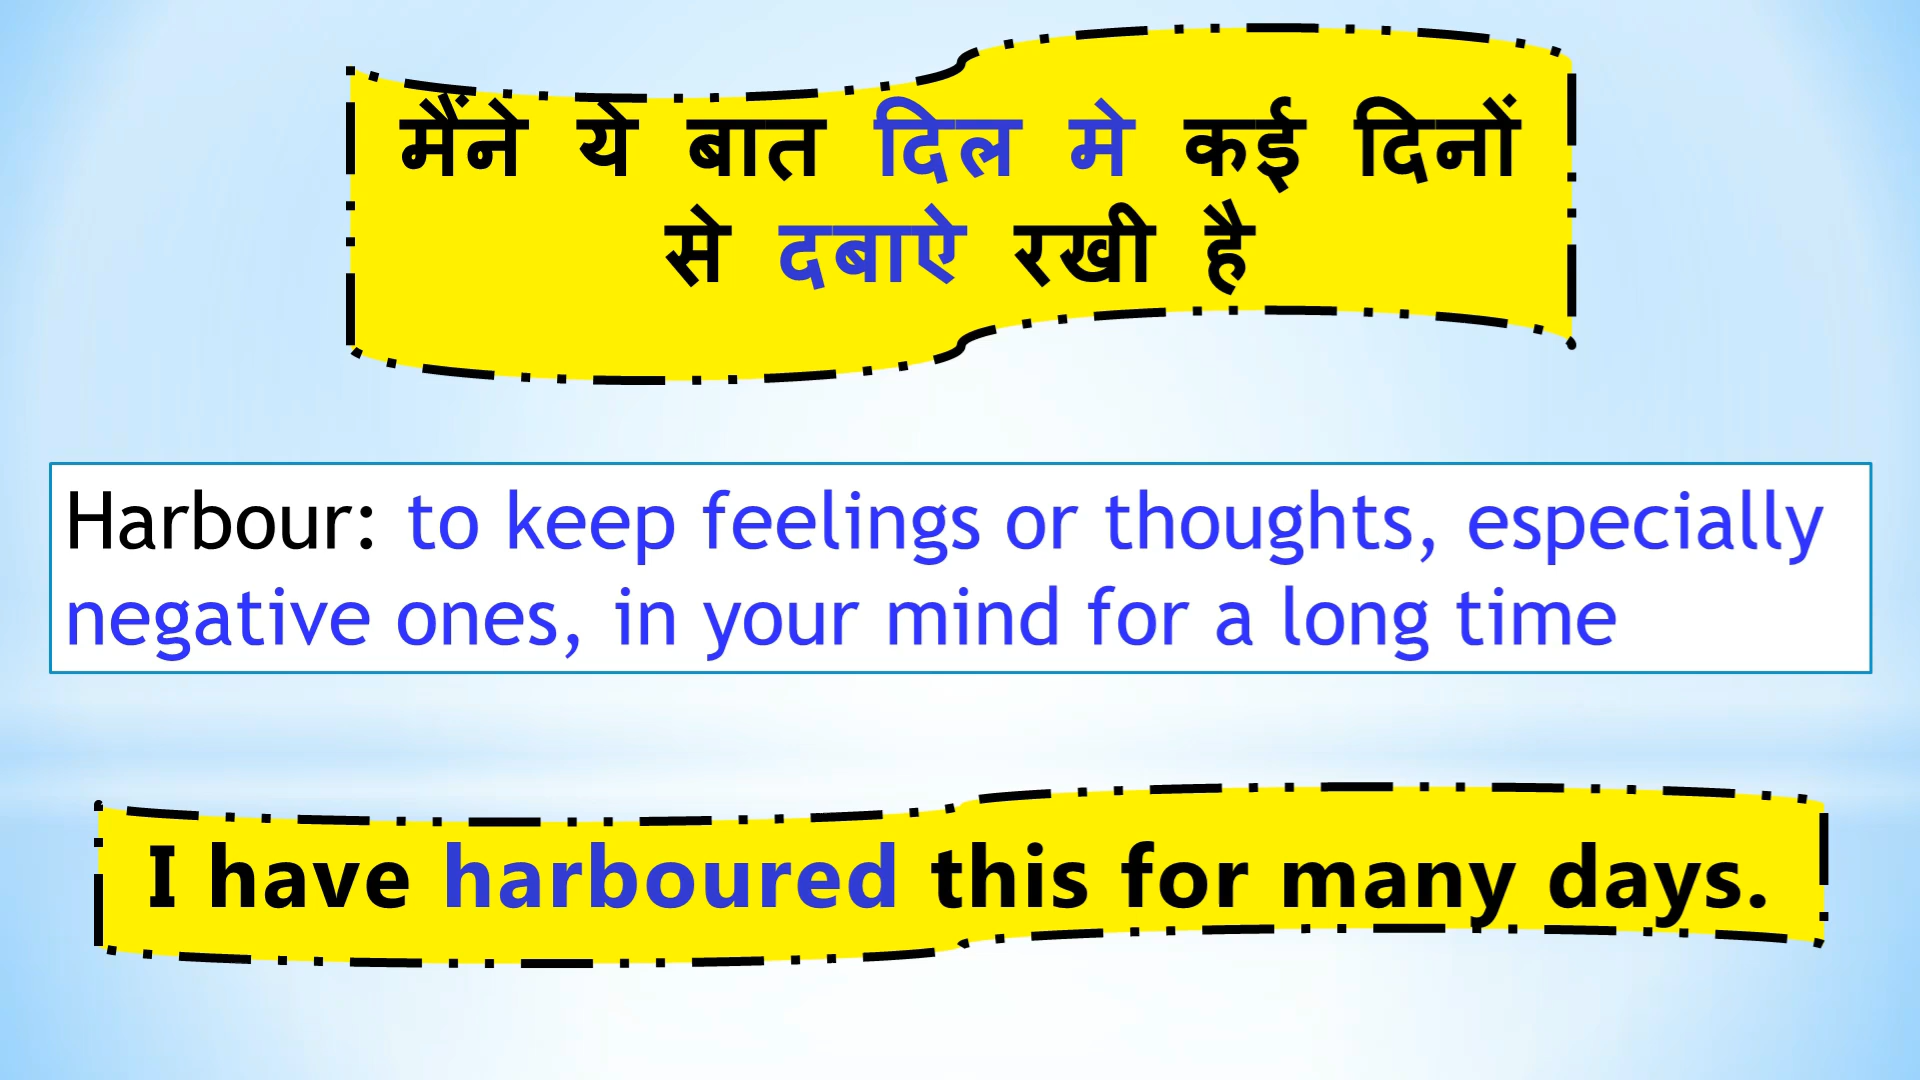 मैंने ये बात दिल मे कई दिनों
से दबाऐ रखी है
Harbour: to keep feelings or thoughts, especially
negative ones, in your mind for a long time
I have harboured this for many days.